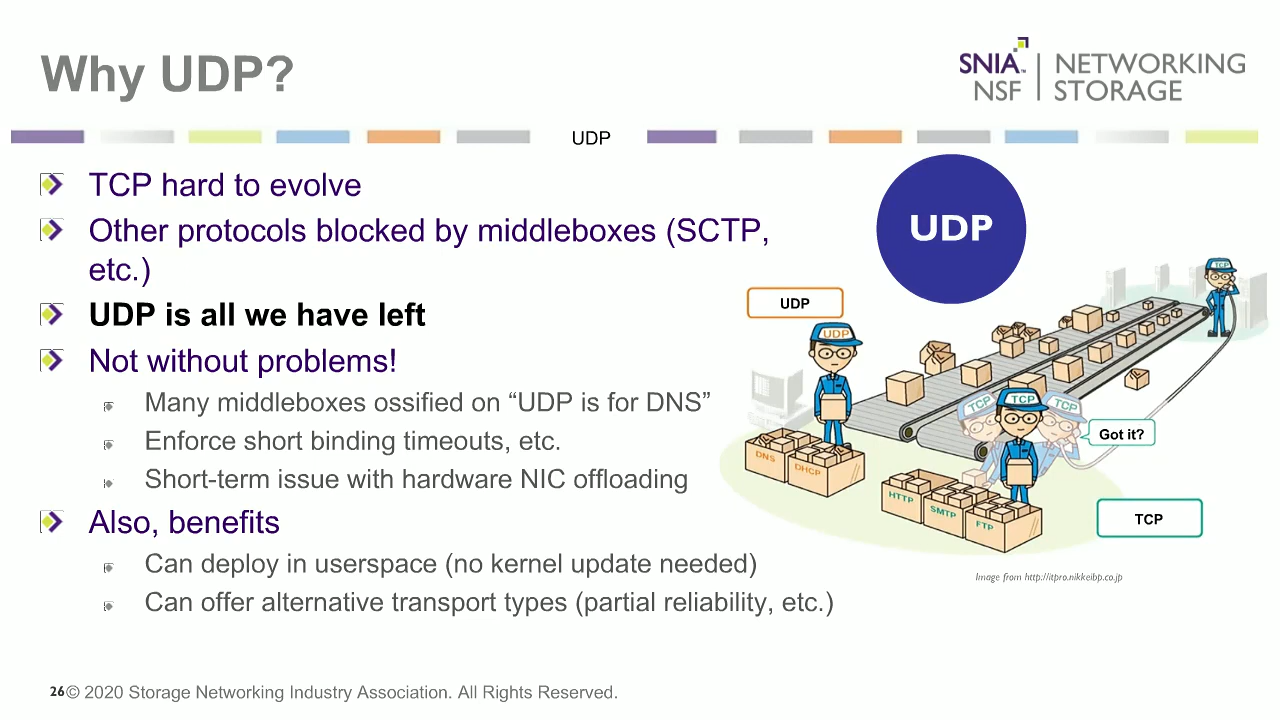 Why UDP?
SNIA™ NSF | NETWORKING STORAGE
UDP
TCP hard to evolve
Other protocols blocked by middleboxes (SCTP,
etc.)
UDP is all we have left
Not without problems!
Many middleboxes ossified on “UDP is for DNS”
Enforce short binding timeouts, etc.
Short-term issue with hardware NIC offloading
Also, benefits
Can deploy in userspace (no kernel update needed)
Can offer alternative transport types (partial reliability, etc.)
UDP
UDP
UDP
DNS
DHCP
TCP
TCP
TCP
TCP
Got it?
HTTP
SMTP
FTP
TCP
Image from http://itpro.nikkeibp.co.jp
26© 2020 Storage Networking Industry Association. All Rights Reserved.